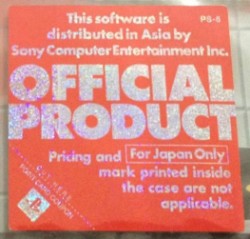 This software is
PS-5
distributed in Asia by
Sony Computer Entertainment Inc.
OFFICIAL
PRODUCT
Pricing and For Japan Only
mark printed inside
the case are not
applicable.